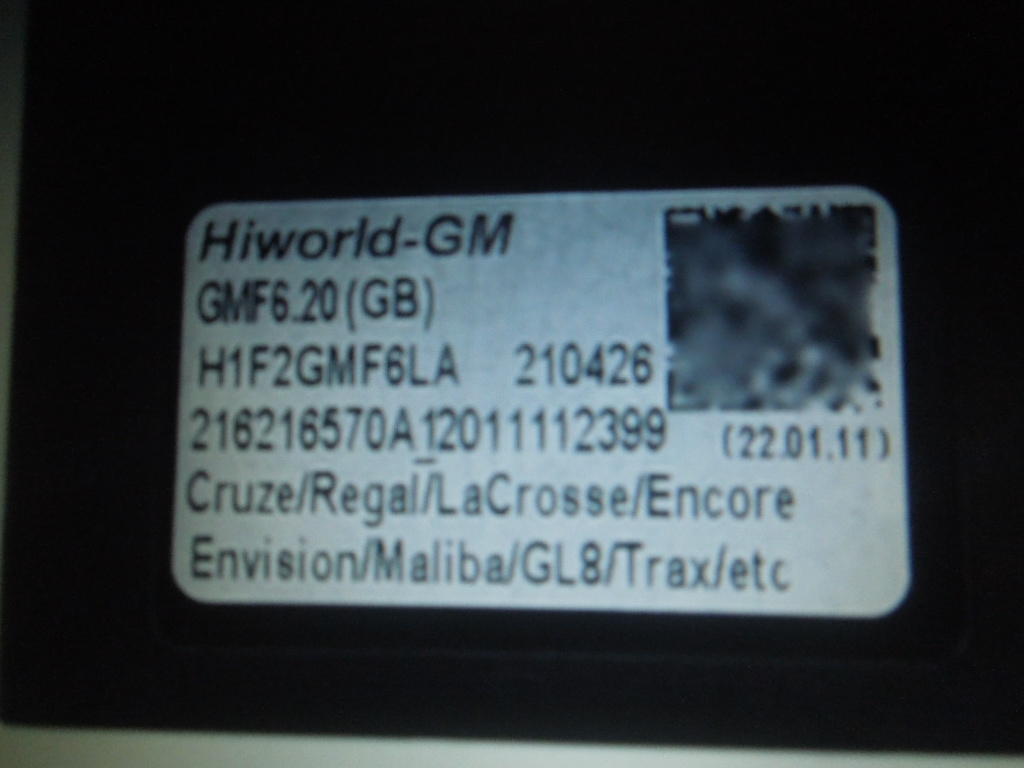 Hiworld-GM
GMF6.20(GB)
H1F2GMF6LA 210426
216216570A12011112399 (22.01.11)
Cruze/Regal/LaCrosse/Encore
Envision/Maliba/GL8/Trax/etc